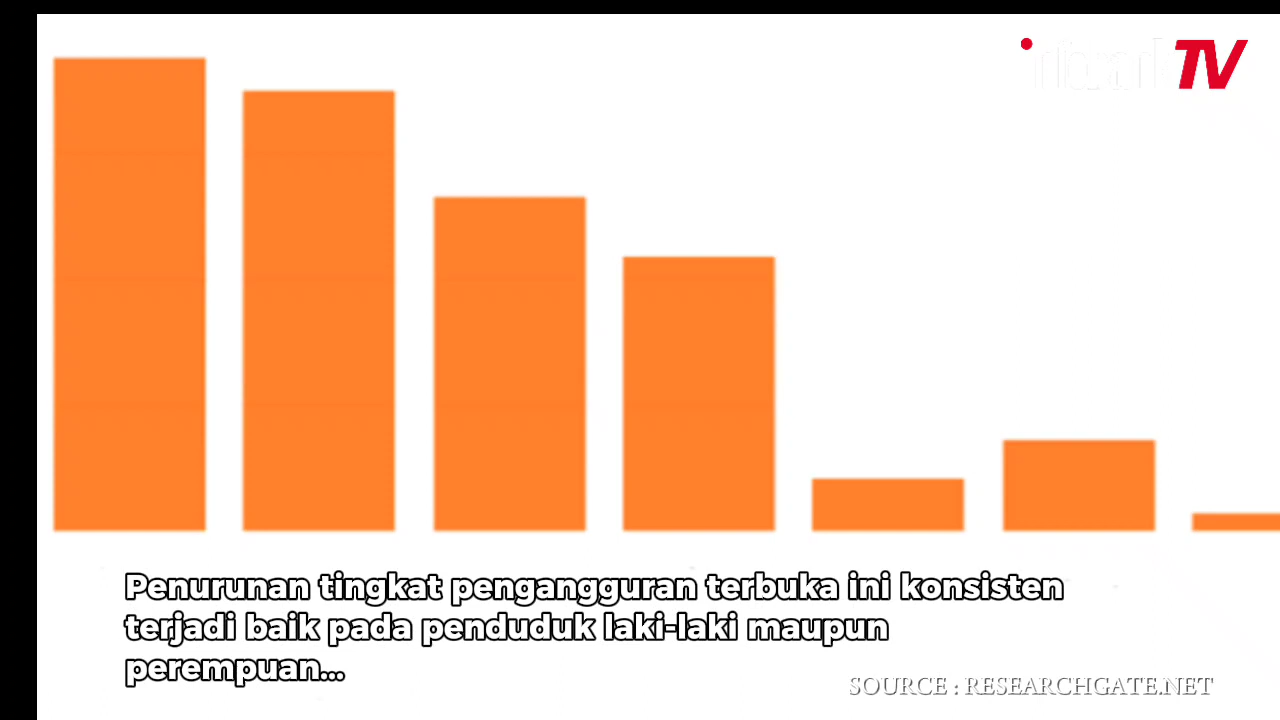 TV
Penurunan tingkat pengangguran terbuka ini konsisten
terjadi baik pada penduduk laki-laki maupun
perempuan...
SOURCE : RESEARCHGATE.NET